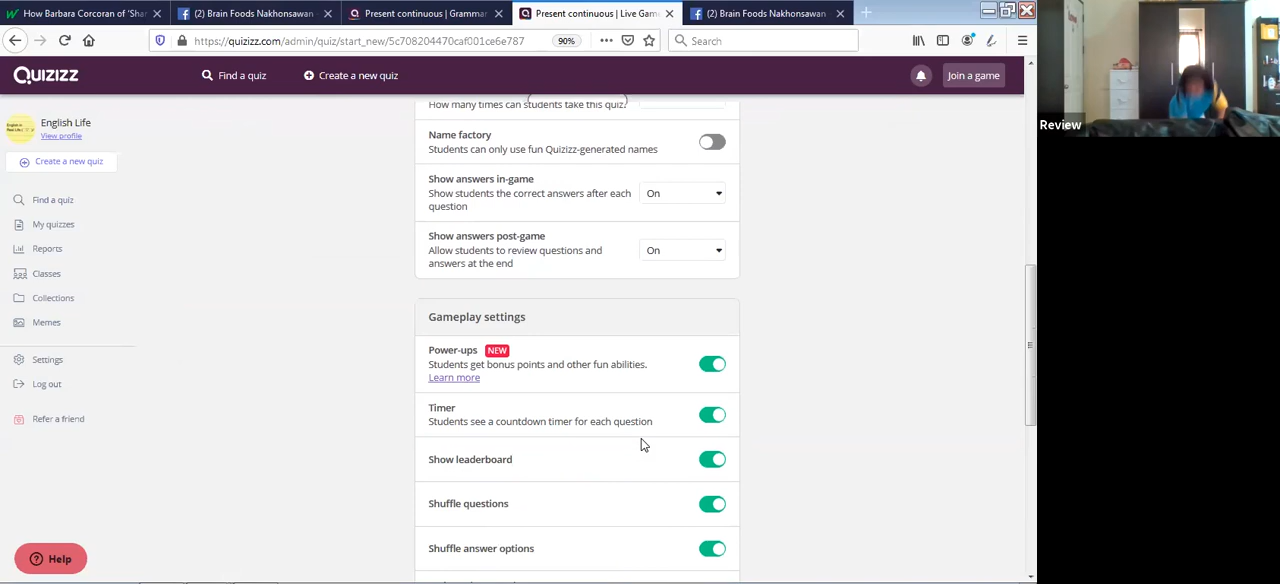 How Barbara Corcoran of 'Shar
(2) Brain Foods Nakhonsawan
Present continuous | Grammar
Present continuous | Live Game
(2) Brain Foods Nakhonsawan
https://quizizz.com/admin/quiz/start_new/5c708204470caf001ce6e787
90%
Search
QUIZIZZ
Find a quiz
Create a new quiz
Join a game
English Life
View profile
Create a new quiz
Find a quiz
My quizzes
Reports
Classes
Collections
Memes
Settings
Log out
Refer a friend
Help
How many times can students take this quiz?
Name factory
Students can only use fun Quizizz-generated names
Show answers in-game
Show students the correct answers after each
question
On
Show answers post-game
Allow students to review questions and
answers at the end
On
Gameplay settings
Power-ups NEW
Students get bonus points and other fun abilities.
Learn more
Timer
Students see a countdown timer for each question
Show leaderboard
Shuffle questions
Shuffle answer options
Review